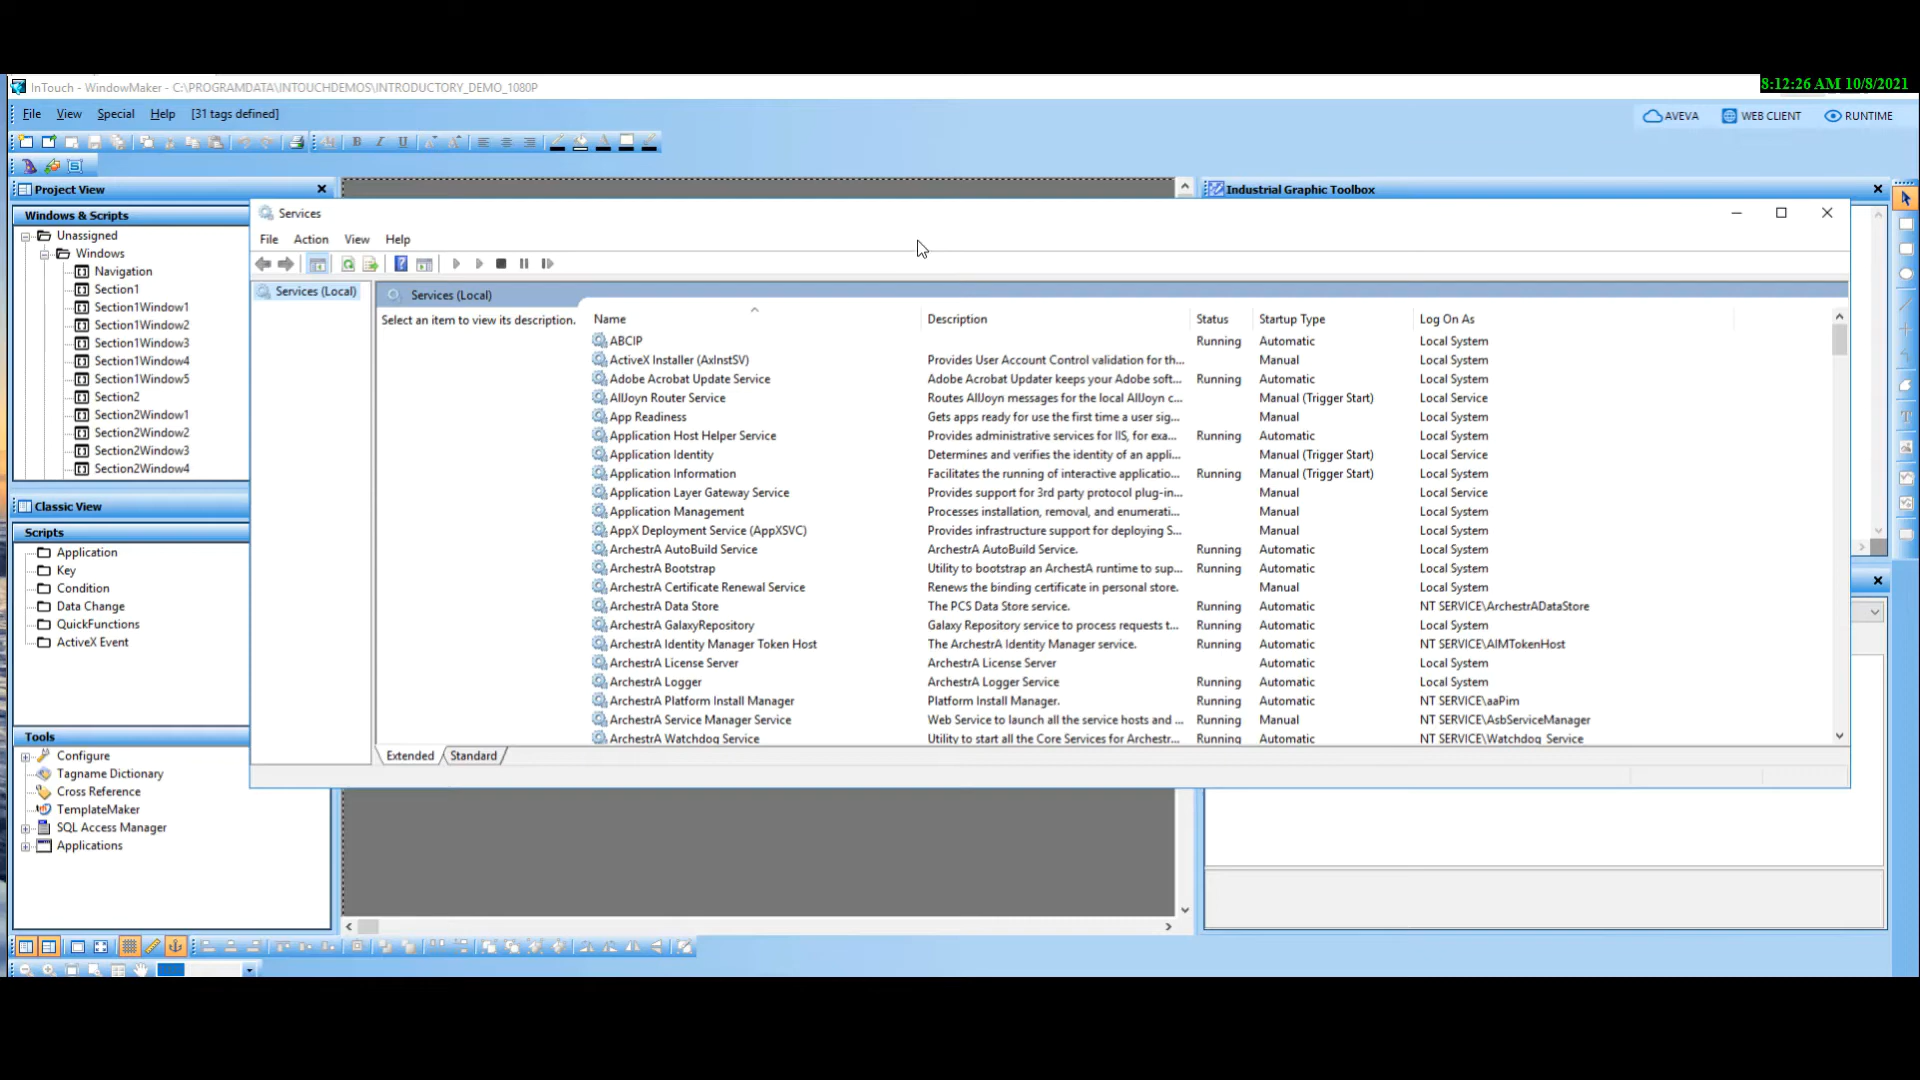 InTouch - WindowMaker - C:\PROGRAMDATA\INTOUCHDEMOS\INTRODUCTORY_DEMO_1080P
8:12:26 AM 10/8/2021
File View Special Help [31 tags defined]
AVEVA WEB CLIENT RUNTIME
B I U
Project View
Industrial Graphic Toolbox
Windows & Scripts
Unassigned
Windows
Navigation
Section1
Section1Window1
Section1Window2
Section1Window3
Section1Window4
Section1Window5
Section2
Section2Window1
Section2Window2
Section2Window3
Section2Window4
Classic View
Scripts
Application
Key
Condition
Data Change
QuickFunctions
ActiveX Event
Tools
Configure
Tagname Dictionary
Cross Reference
TemplateMaker
SQL Access Manager
Applications
Services
File Action View Help
Services (Local)
Services (Local)
Select an item to view its description.
Name Description Status Startup Type Log On As
ABCIP Running Automatic Local System
ActiveX Installer (AxInstSV) Provides User Account Control validation for th... Manual Local System
Adobe Acrobat Update Service Adobe Acrobat Updater keeps your Adobe soft... Running Automatic Local System
AllJoyn Router Service Routes AllJoyn messages for the local AllJoyn c... Manual (Trigger Start) Local Service
App Readiness Gets apps ready for use the first time a user sig... Manual Local System
Application Host Helper Service Provides administrative services for IIS, for exa... Running Automatic Local System
Application Identity Determines and verifies the identity of an appli... Manual (Trigger Start) Local Service
Application Information Facilitates the running of interactive applicatio... Running Manual (Trigger Start) Local System
Application Layer Gateway Service Provides support for 3rd party protocol plug-in... Manual Local Service
Application Management Processes installation, removal, and enumerati... Manual Local System
AppX Deployment Service (AppXSVC) Provides infrastructure support for deploying S... Manual Local System
ArchestrA AutoBuild Service ArchestrA AutoBuild Service. Running Automatic Local System
ArchestrA Bootstrap Utility to bootstrap an ArchestA runtime to sup... Running Automatic Local System
ArchestrA Certificate Renewal Service Renews the binding certificate in personal store. Manual Local System
ArchestrA Data Store The PCS Data Store service. Running Automatic NT SERVICE\ArchestrADataStore
ArchestrA GalaxyRepository Galaxy Repository service to process requests t... Running Automatic Local System
ArchestrA Identity Manager Token Host The ArchestrA Identity Manager service. Running Automatic NT SERVICE\AIMTokenHost
ArchestrA License Server ArchestrA License Server Automatic Local System
ArchestrA Logger ArchestrA Logger Service Running Automatic Local System
ArchestrA Platform Install Manager Platform Install Manager. Running Automatic NT SERVICE\aaPim
ArchestrA Service Manager Service Web Service to launch all the service hosts and ... Running Manual NT SERVICE\AsbServiceManager
ArchestrA Watchdog Service Utility to start all the Core Services for Archestr... Running Automatic NT SERVICE\Watchdog_Service
Extended Standard